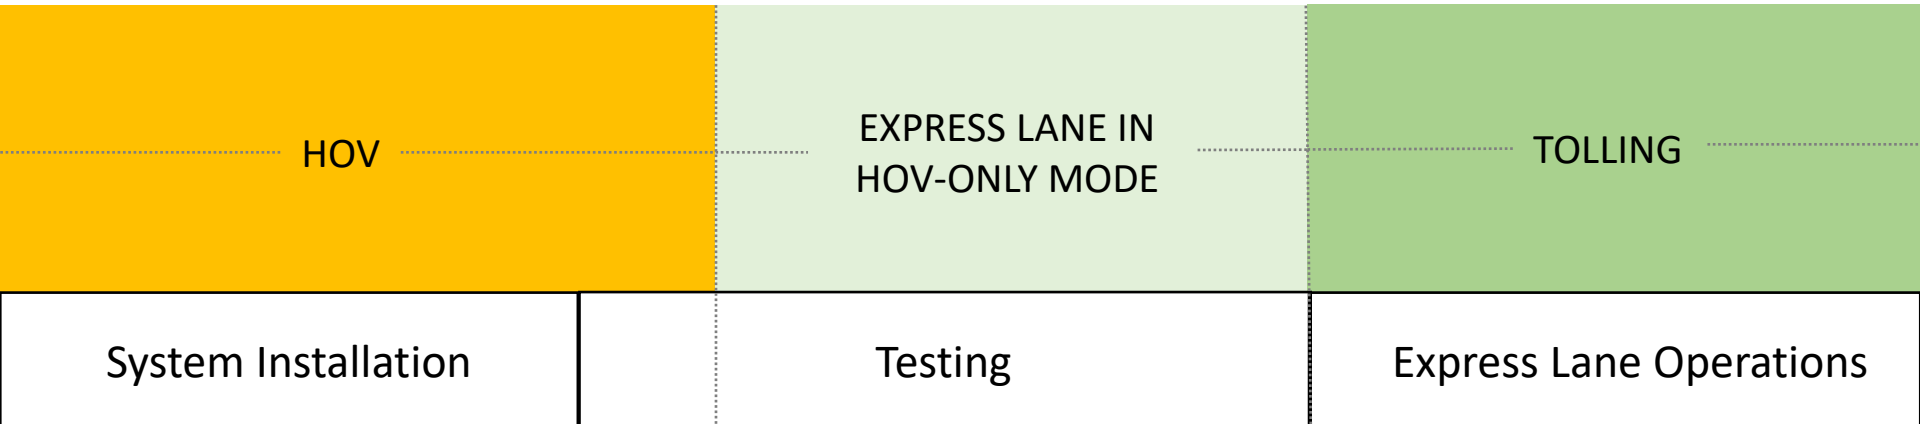 HOV
EXPRESS LANE IN
HOV-ONLY MODE
TOLLING
System Installation
Testing
Express Lane Operations